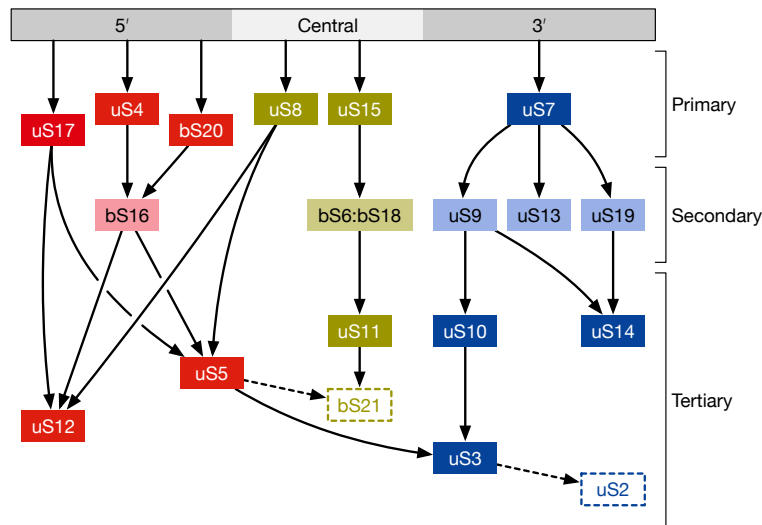 5′ Central 3′
uS4 uS8 uS15 uS7 Primary
uS17 bS20
bS16 bS6:bS18 uS9 uS13 uS19 Secondary
uS11 uS10 uS14
uS5
bS21 Tertiary
uS12
uS3
uS2